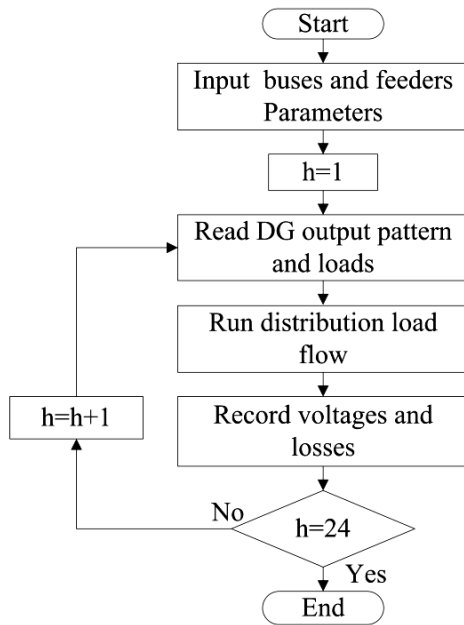 Start
Input buses and feeders
Parameters
h=1
Read DG output pattern
and loads
Run distribution load
flow
h=h+1
Record voltages and
losses
No
h=24
Yes
End